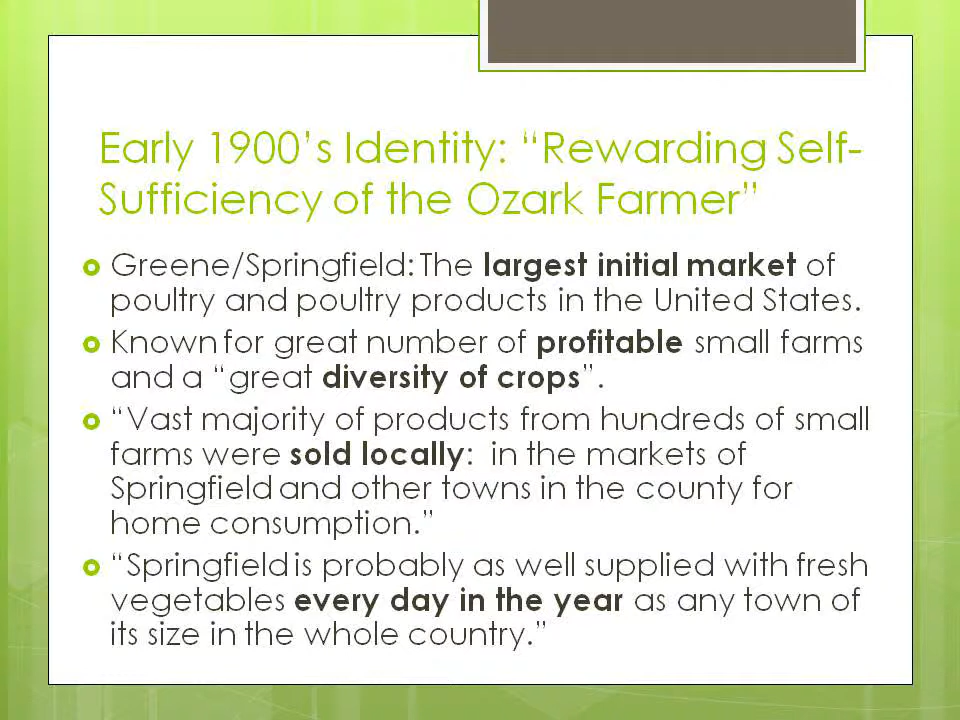 Early 1900's Identity: “Rewarding Self-
Sufficiency of the Ozark Farmer”
Greene/Springfield: The largest initial market of
poultry and poultry products in the United States.
Known for great number of profitable small farms
and a “great diversity of crops”.
“Vast majority of products from hundreds of small
farms were sold locally:  in the markets of
Springfield and other towns in the county for
home consumption.”
“Springfield is probably as well supplied with fresh
vegetables every day in the year as any town of
its size in the whole country.”